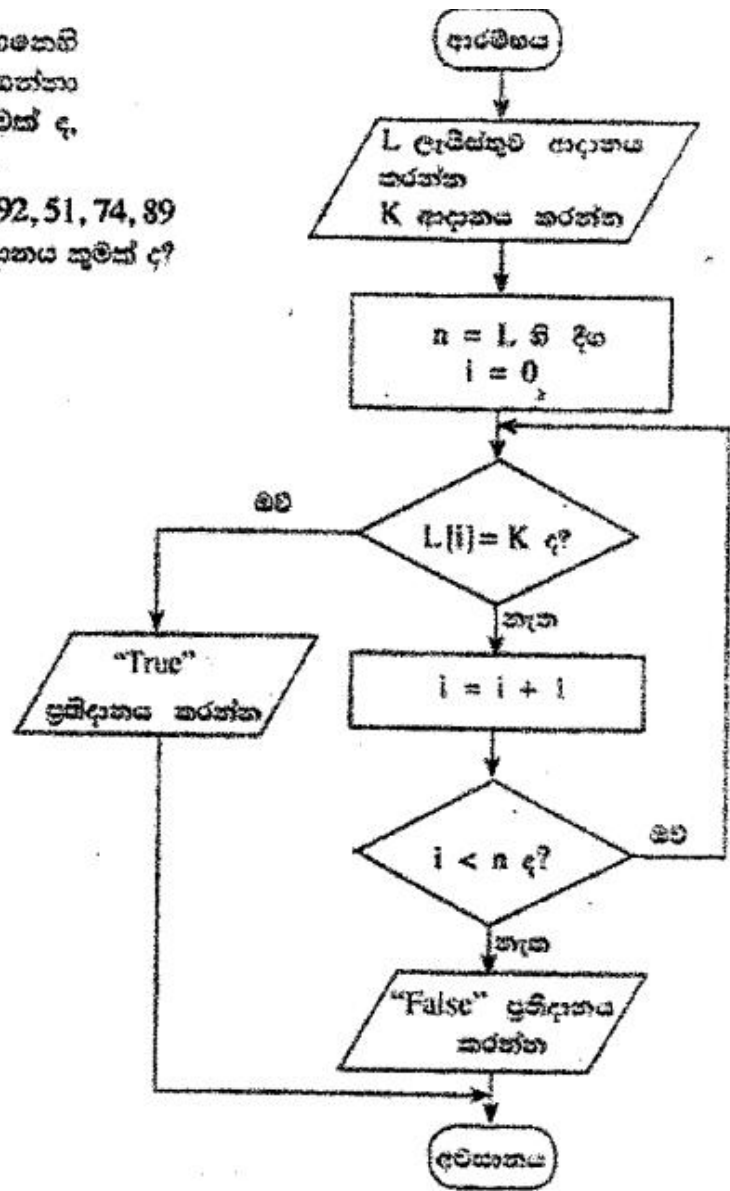 ද,
92, 51, 74, 89
කුමක් ද?
ආරම්භය
L ලැයිස්තුව ආදානය
කරන්න
K ආදානය කරන්න
n = L හි දිග
i = 0
L[i]= K ද?
ඔව්
නැත
"True"
ප්‍රතිදානය කරන්න
i = i + 1
i < n ද?
ඔව්
නැත
"False" ප්‍රතිදානය
කරන්න
අවසානය